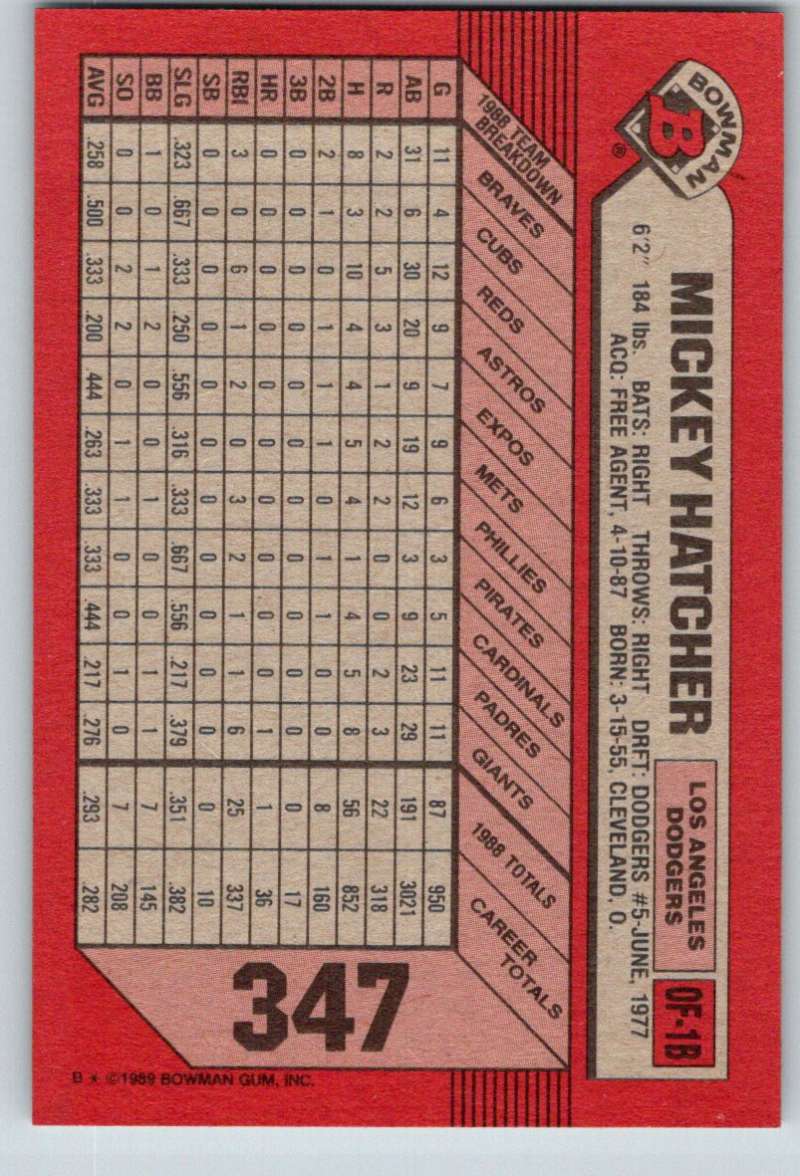 BOWMAN
B®
MICKEY HATCHER
LOS ANGELES
DODGERS
OF-1B
6'2" 184 lbs. BATS: RIGHT THROWS: RIGHT DRFT: DODGERS #5-JUNE, 1977
ACQ: FREE AGENT, 4-10-87 BORN: 3-15-55, CLEVELAND, O.
1988 TEAM
BREAKDOWN
BRAVES
CUBS
REDS
ASTROS
EXPOS
METS
PHILLIES
PIRATES
CARDINALS
PADRES
GIANTS
1988 TOTALS
CAREER
TOTALS
G 11 4 12 9 7 9 6 3 5 11 11 87 950
AB 31 6 30 20 9 19 12 3 9 23 29 191 3021
R 2 2 5 3 1 2 2 0 0 2 3 22 318
H 8 3 10 4 4 5 4 1 4 5 8 56 852
2B 2 1 0 1 1 1 0 1 1 0 0 8 160
3B 0 0 0 0 0 0 0 0 0 0 0 0 17
HR 0 0 0 0 0 0 0 0 0 0 1 1 36
RBI 3 0 6 1 2 0 3 2 1 1 6 25 337
SB 0 0 0 0 0 0 0 0 0 0 0 0 10
SLG .323 .667 .333 .250 .556 .316 .333 .667 .556 .217 .379 .351 .382
BB 1 0 1 2 0 0 1 0 0 1 1 7 145
SO 0 0 2 2 0 1 1 0 0 1 0 7 208
AVG .258 .500 .333 .200 .444 .263 .333 .333 .444 .217 .276 .293 .282
347
B * ©1989 BOWMAN GUM, INC.